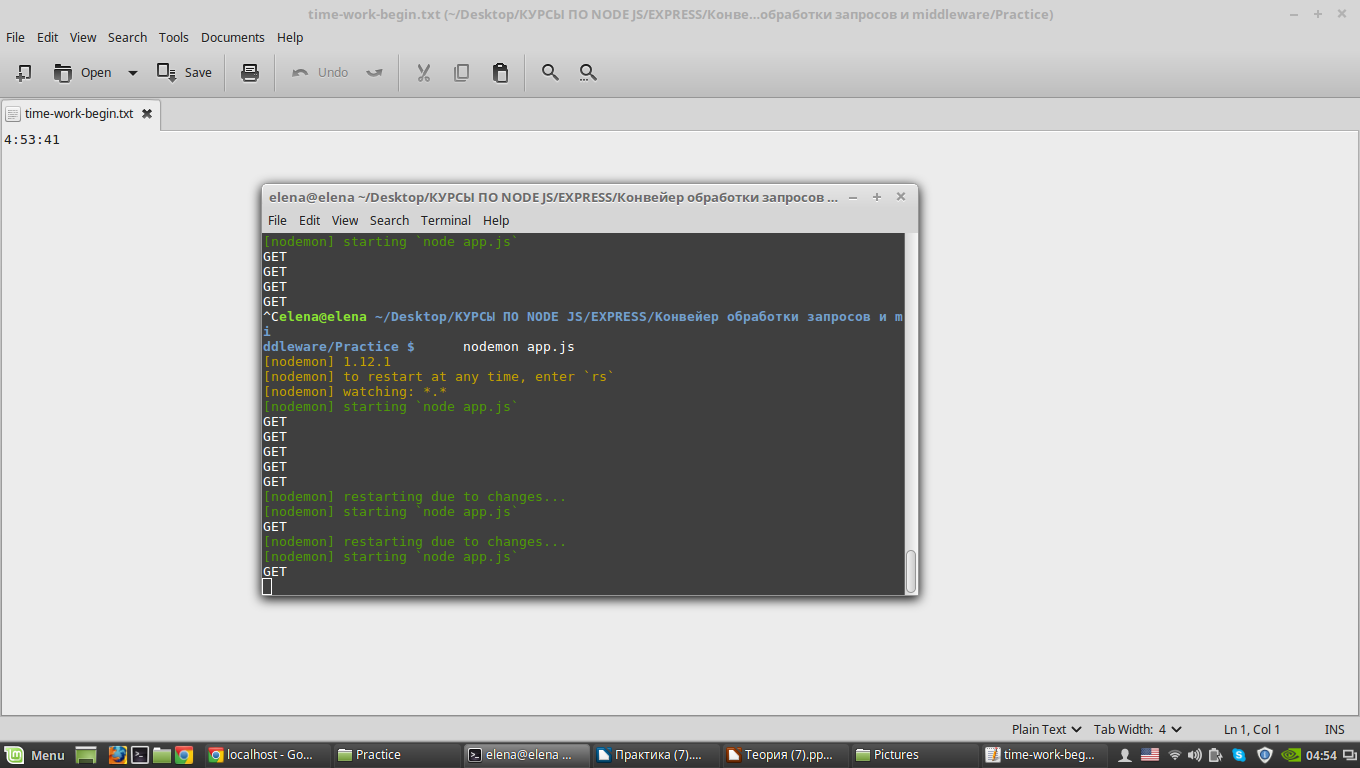 time-work-begin.txt (~/Desktop/КУРСЫ ПО NODE JS/EXPRESS/Конве...обработки запросов и middleware/Practice)
File Edit View Search Tools Documents Help
Open Save Undo
time-work-begin.txt
4:53:41
elena@elena ~/Desktop/КУРСЫ ПО NODE JS/EXPRESS/Конвейер обработки запросов ...
File Edit View Search Terminal Help
[nodemon] starting `node app.js`
GET
GET
GET
GET
^Celena@elena ~/Desktop/КУРСЫ ПО NODE JS/EXPRESS/Конвейер обработки запросов и m
i
ddleware/Practice $      nodemon app.js
[nodemon] 1.12.1
[nodemon] to restart at any time, enter `rs`
[nodemon] watching: *.*
[nodemon] starting `node app.js`
GET
GET
GET
GET
GET
[nodemon] restarting due to changes...
[nodemon] starting `node app.js`
GET
[nodemon] restarting due to changes...
[nodemon] starting `node app.js`
GET
Plain Text Tab Width: 4 Ln 1, Col 1 INS
Menu localhost - Go... Practice elena@elena ... Практика (7).... Теория (7).pp... Pictures time-work-beg... 04:54